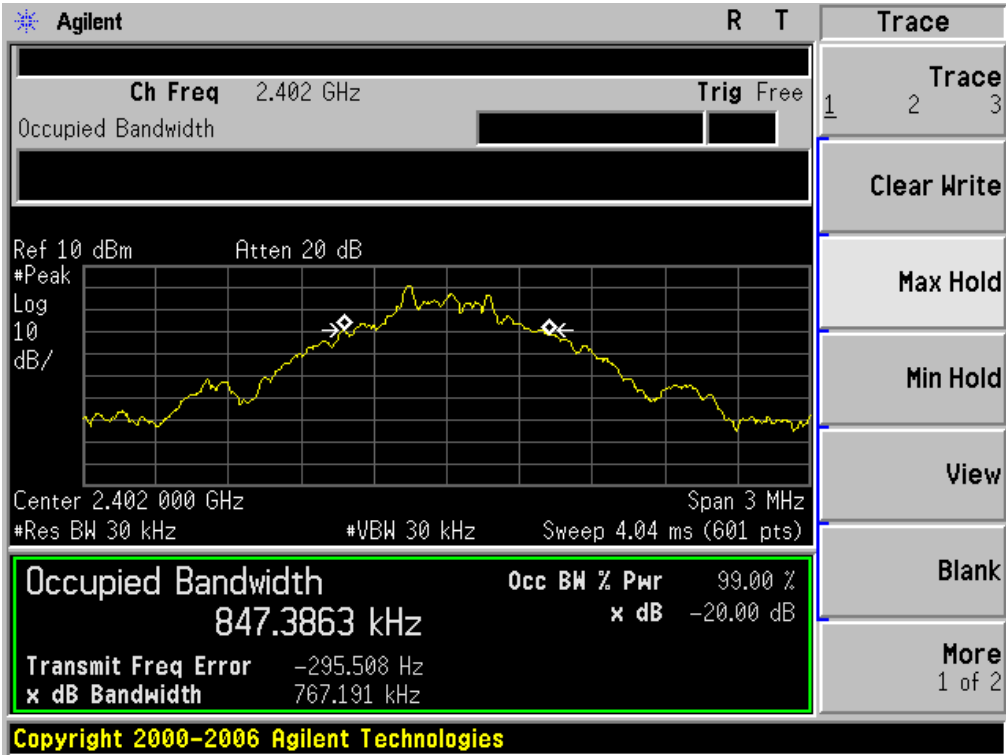 Agilent R T Trace
Ch Freq 2.402 GHz Trig Free
Occupied Bandwidth
Trace
1 2 3
Clear Write
Max Hold
Min Hold
View
Blank
More
1 of 2
Ref 10 dBm Atten 20 dB
#Peak
Log
10
dB/
Center 2.402 000 GHz Span 3 MHz
#Res BW 30 kHz #VBW 30 kHz Sweep 4.04 ms (601 pts)
Occupied Bandwidth Occ BW % Pwr 99.00 %
847.3863 kHz x dB -20.00 dB
Transmit Freq Error -295.508 Hz
x dB Bandwidth 767.191 kHz
Copyright 2000-2006 Agilent Technologies